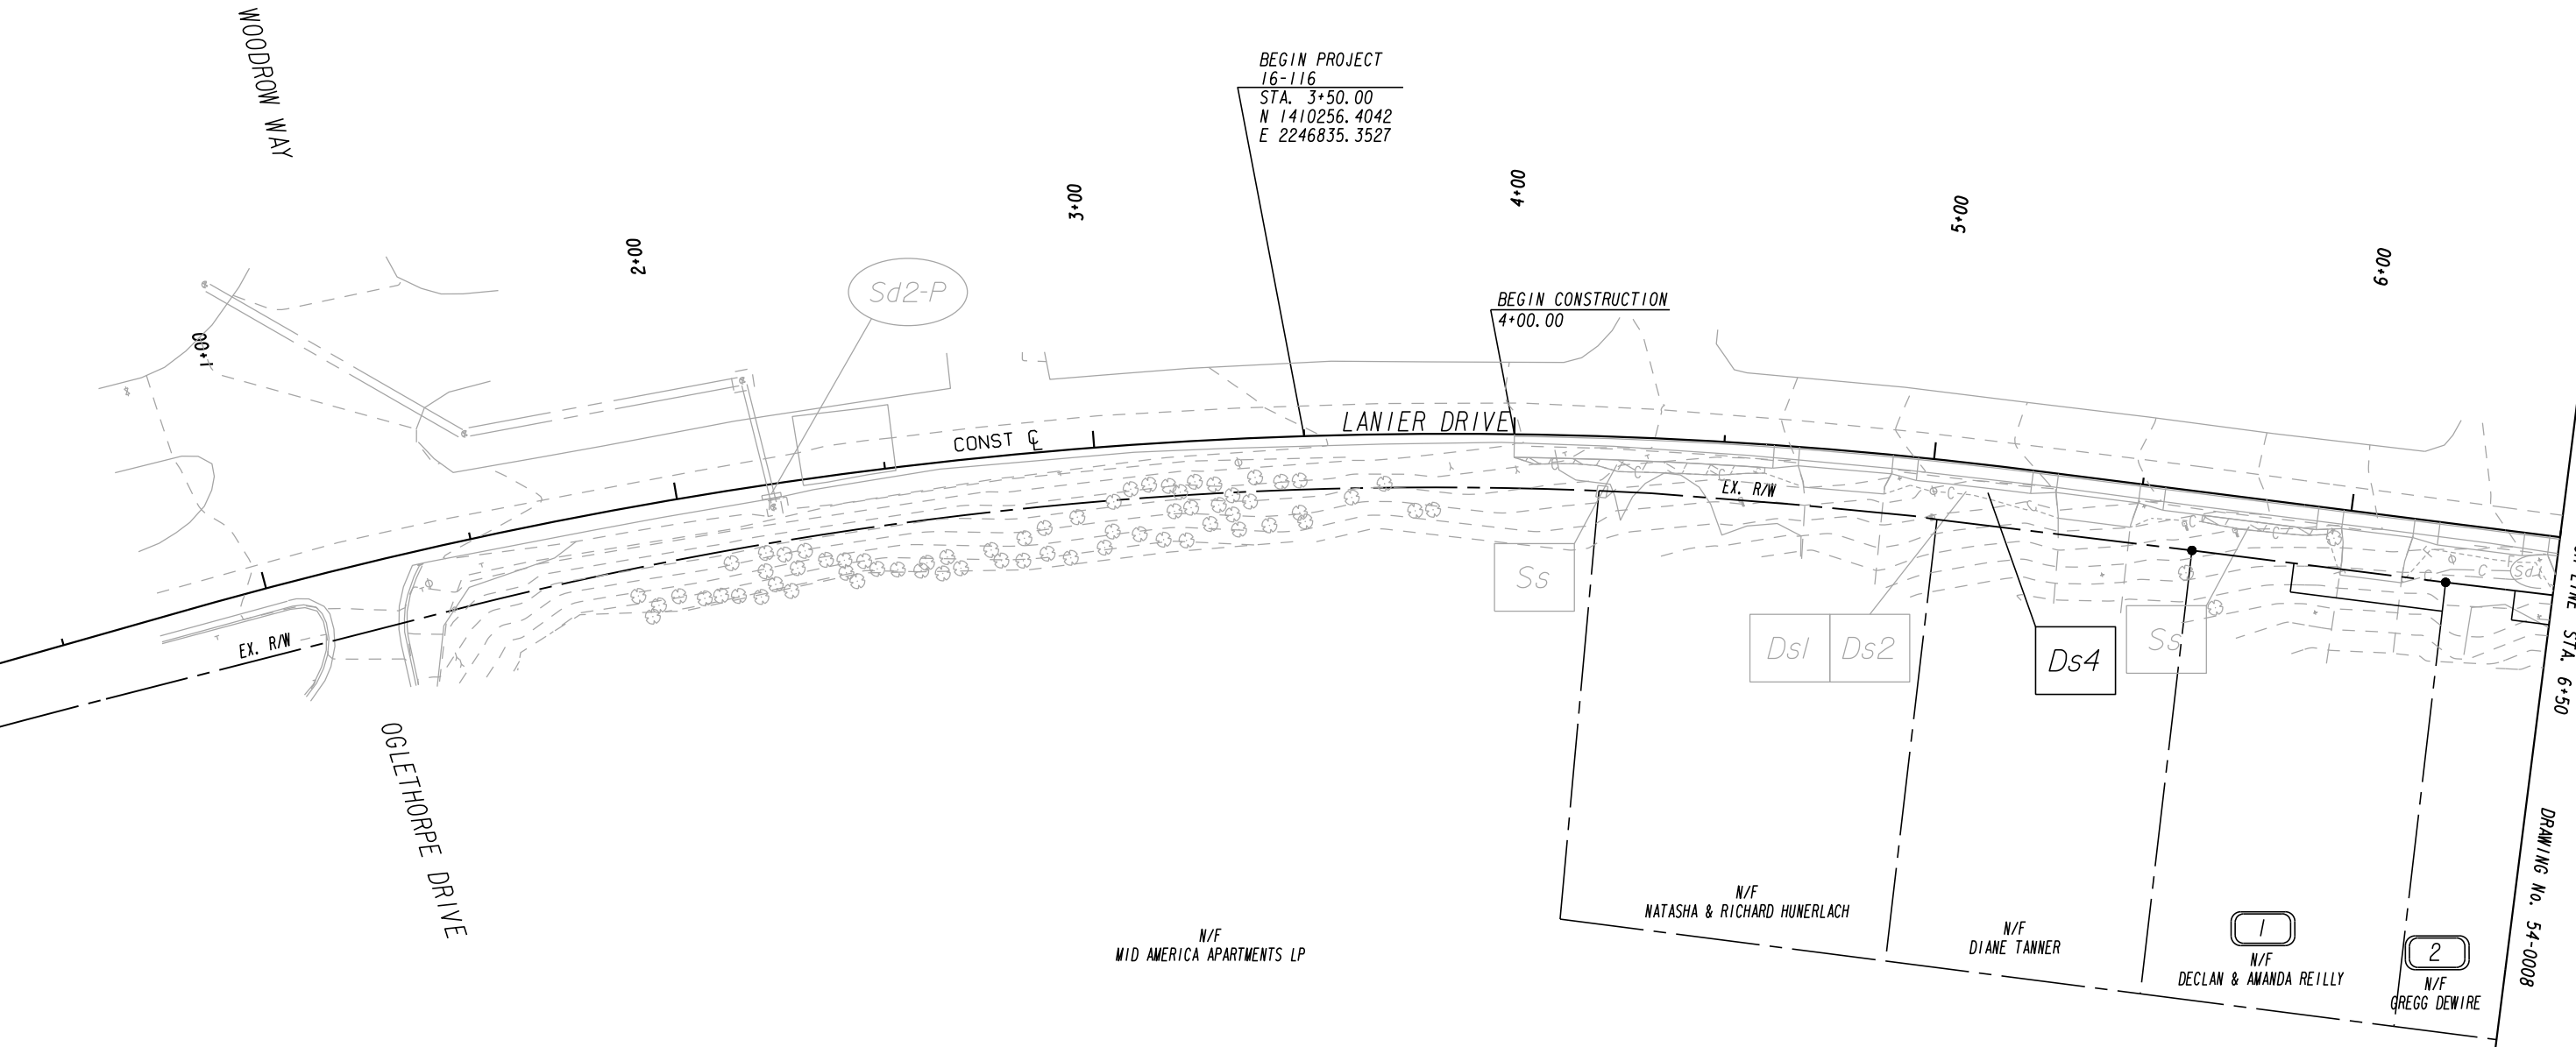 WOODROW WAY
BEGIN PROJECT
16-116
STA. 3+50.00
N 1410256.4042
E 2246835.3527
1+00
2+00
3+00
4+00
5+00
6+00
Sd2-P
BEGIN CONSTRUCTION
4+00.00
LANIER DRIVE
CONST ℄
EX. R/W
EX. R/W
C
C
C
C
C
C
C
C
C
Sd1
Ss
Ds1
Ds2
Ds4
Ss
STA. 6+50
OGLETHORPE DRIVE
DRAWING No. 54-0008
N/F
MID AMERICA APARTMENTS LP
N/F
NATASHA & RICHARD HUNERLACH
N/F
DIANE TANNER
1
N/F
DECLAN & AMANDA REILLY
2
N/F
GREGG DEWIRE